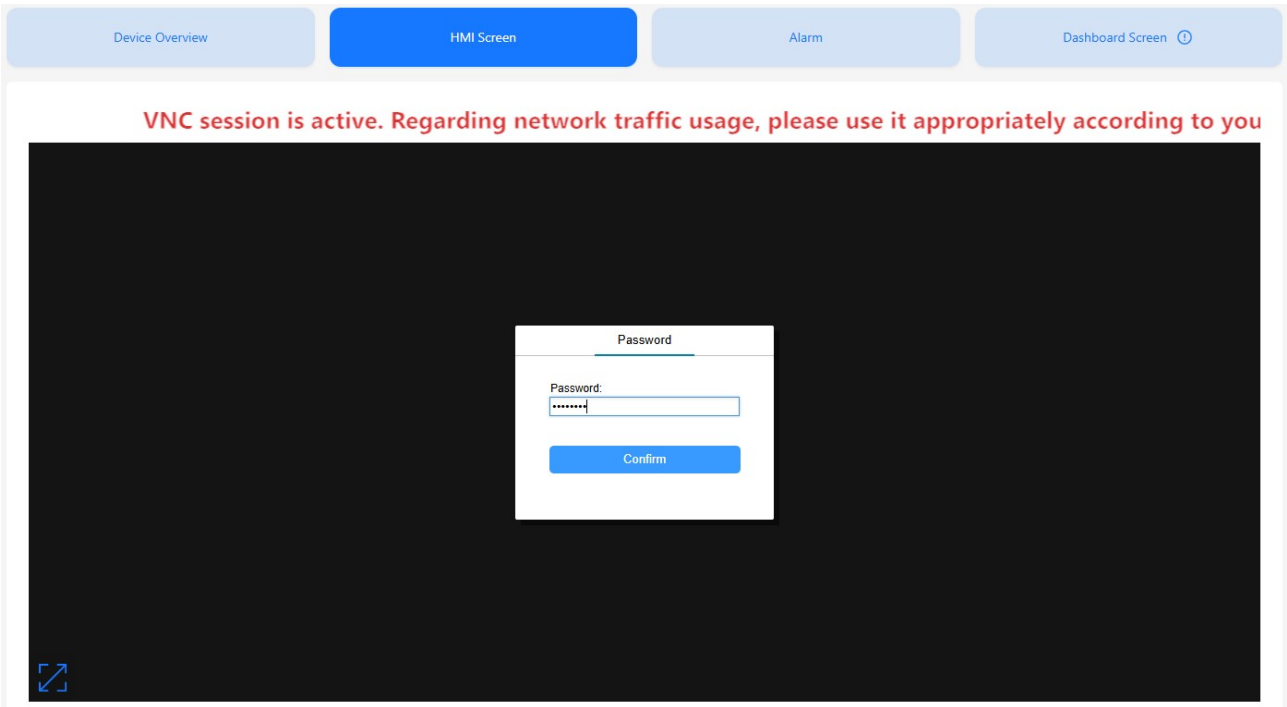 Device Overview
HMI Screen
Alarm
Dashboard Screen
VNC session is active. Regarding network traffic usage, please use it appropriately according to you
Password
Password:
••••••••
Confirm